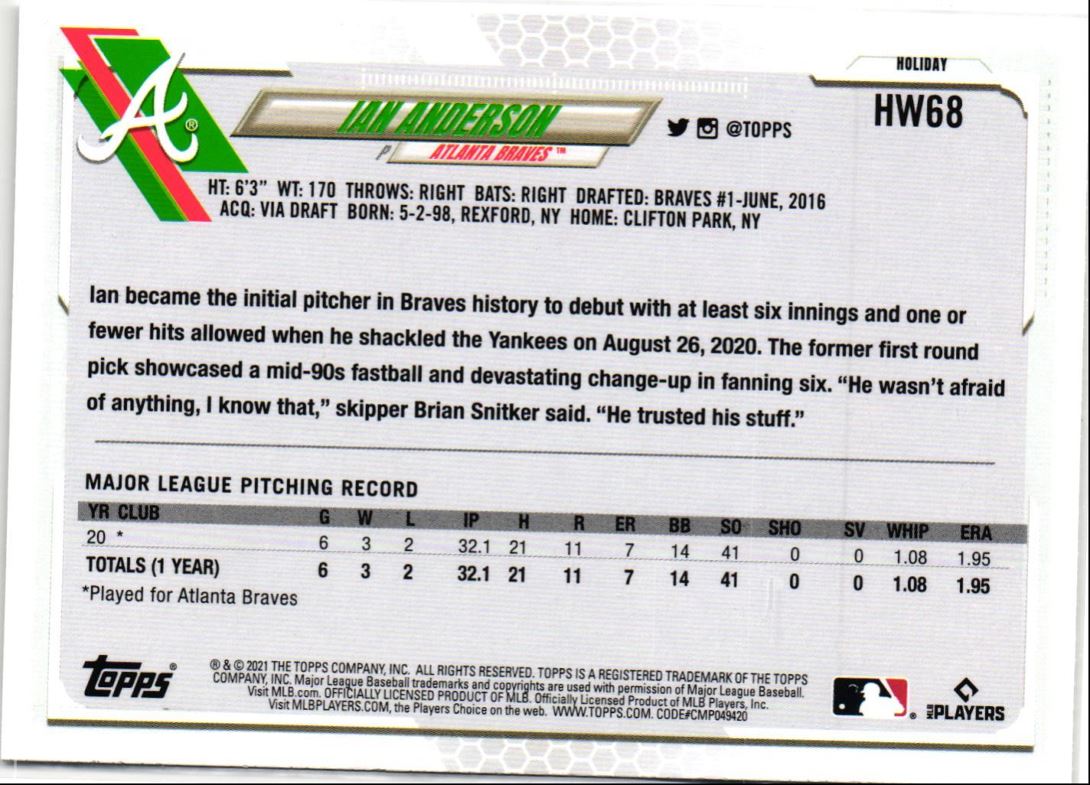 HOLIDAY
HW68
A®
IAN ANDERSON
@TOPPS
P ATLANTA BRAVES™
HT: 6'3" WT: 170 THROWS: RIGHT BATS: RIGHT DRAFTED: BRAVES #1-JUNE, 2016
ACQ: VIA DRAFT BORN: 5-2-98, REXFORD, NY HOME: CLIFTON PARK, NY
Ian became the initial pitcher in Braves history to debut with at least six innings and one or
fewer hits allowed when he shackled the Yankees on August 26, 2020. The former first round
pick showcased a mid-90s fastball and devastating change-up in fanning six. “He wasn't afraid
of anything, I know that,” skipper Brian Snitker said. “He trusted his stuff.”
MAJOR LEAGUE PITCHING RECORD
YR CLUB G W L IP H R ER BB SO SHO SV WHIP ERA
20 * 6 3 2 32.1 21 11 7 14 41 0 0 1.08 1.95
TOTALS (1 YEAR) 6 3 2 32.1 21 11 7 14 41 0 0 1.08 1.95
*Played for Atlanta Braves
Topps®
® & © 2021 THE TOPPS COMPANY, INC. ALL RIGHTS RESERVED. TOPPS IS A REGISTERED TRADEMARK OF THE TOPPS
COMPANY, INC. Major League Baseball trademarks and copyrights are used with permission of Major League Baseball.
Visit MLB.com. OFFICIALLY LICENSED PRODUCT OF MLB. Officially Licensed Product of MLB Players, Inc.
Visit MLBPLAYERS.COM, the Players Choice on the web. WWW.TOPPS.COM. CODE#CMP049420
MLB PLAYERS